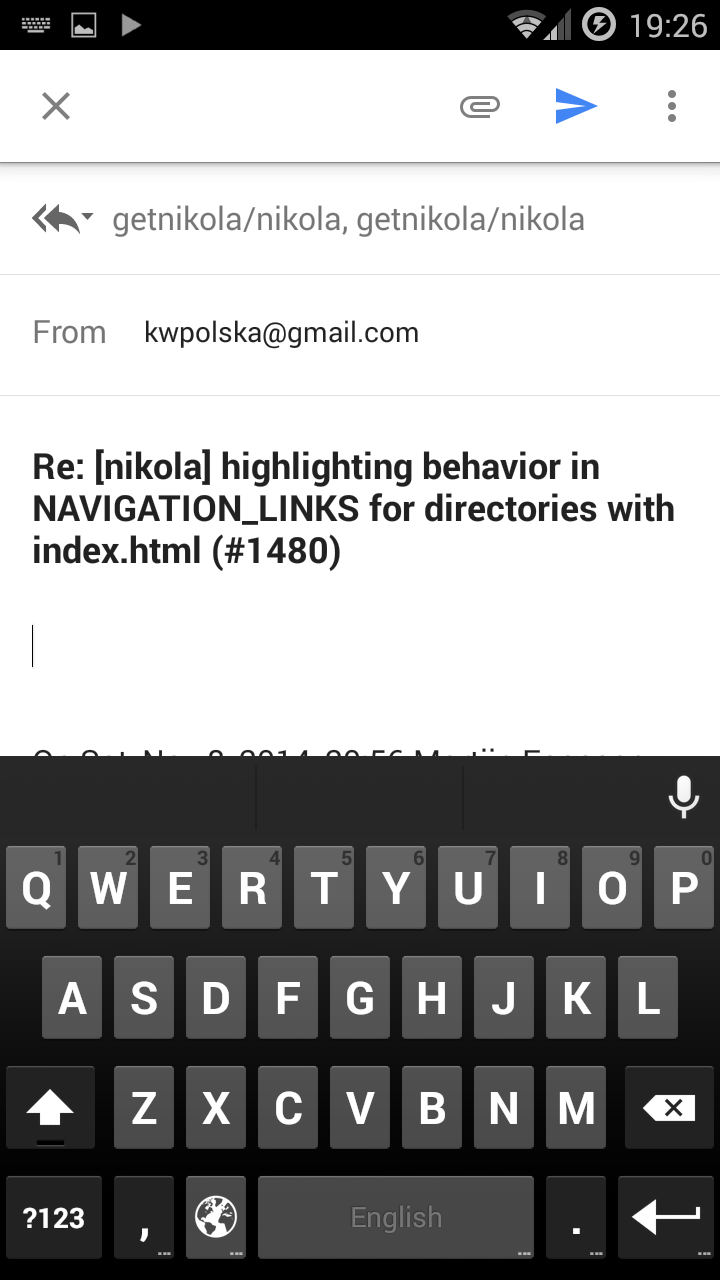 19:26
getnikola/nikola, getnikola/nikola
From kwpolska@gmail.com
Re: [nikola] highlighting behavior in
NAVIGATION_LINKS for directories with
index.html (#1480)
1 2 3 4 5 6 7 8 9 0
Q W E R T Y U I O P
A S D F G H J K L
Z X C V B N M
?123 , English .